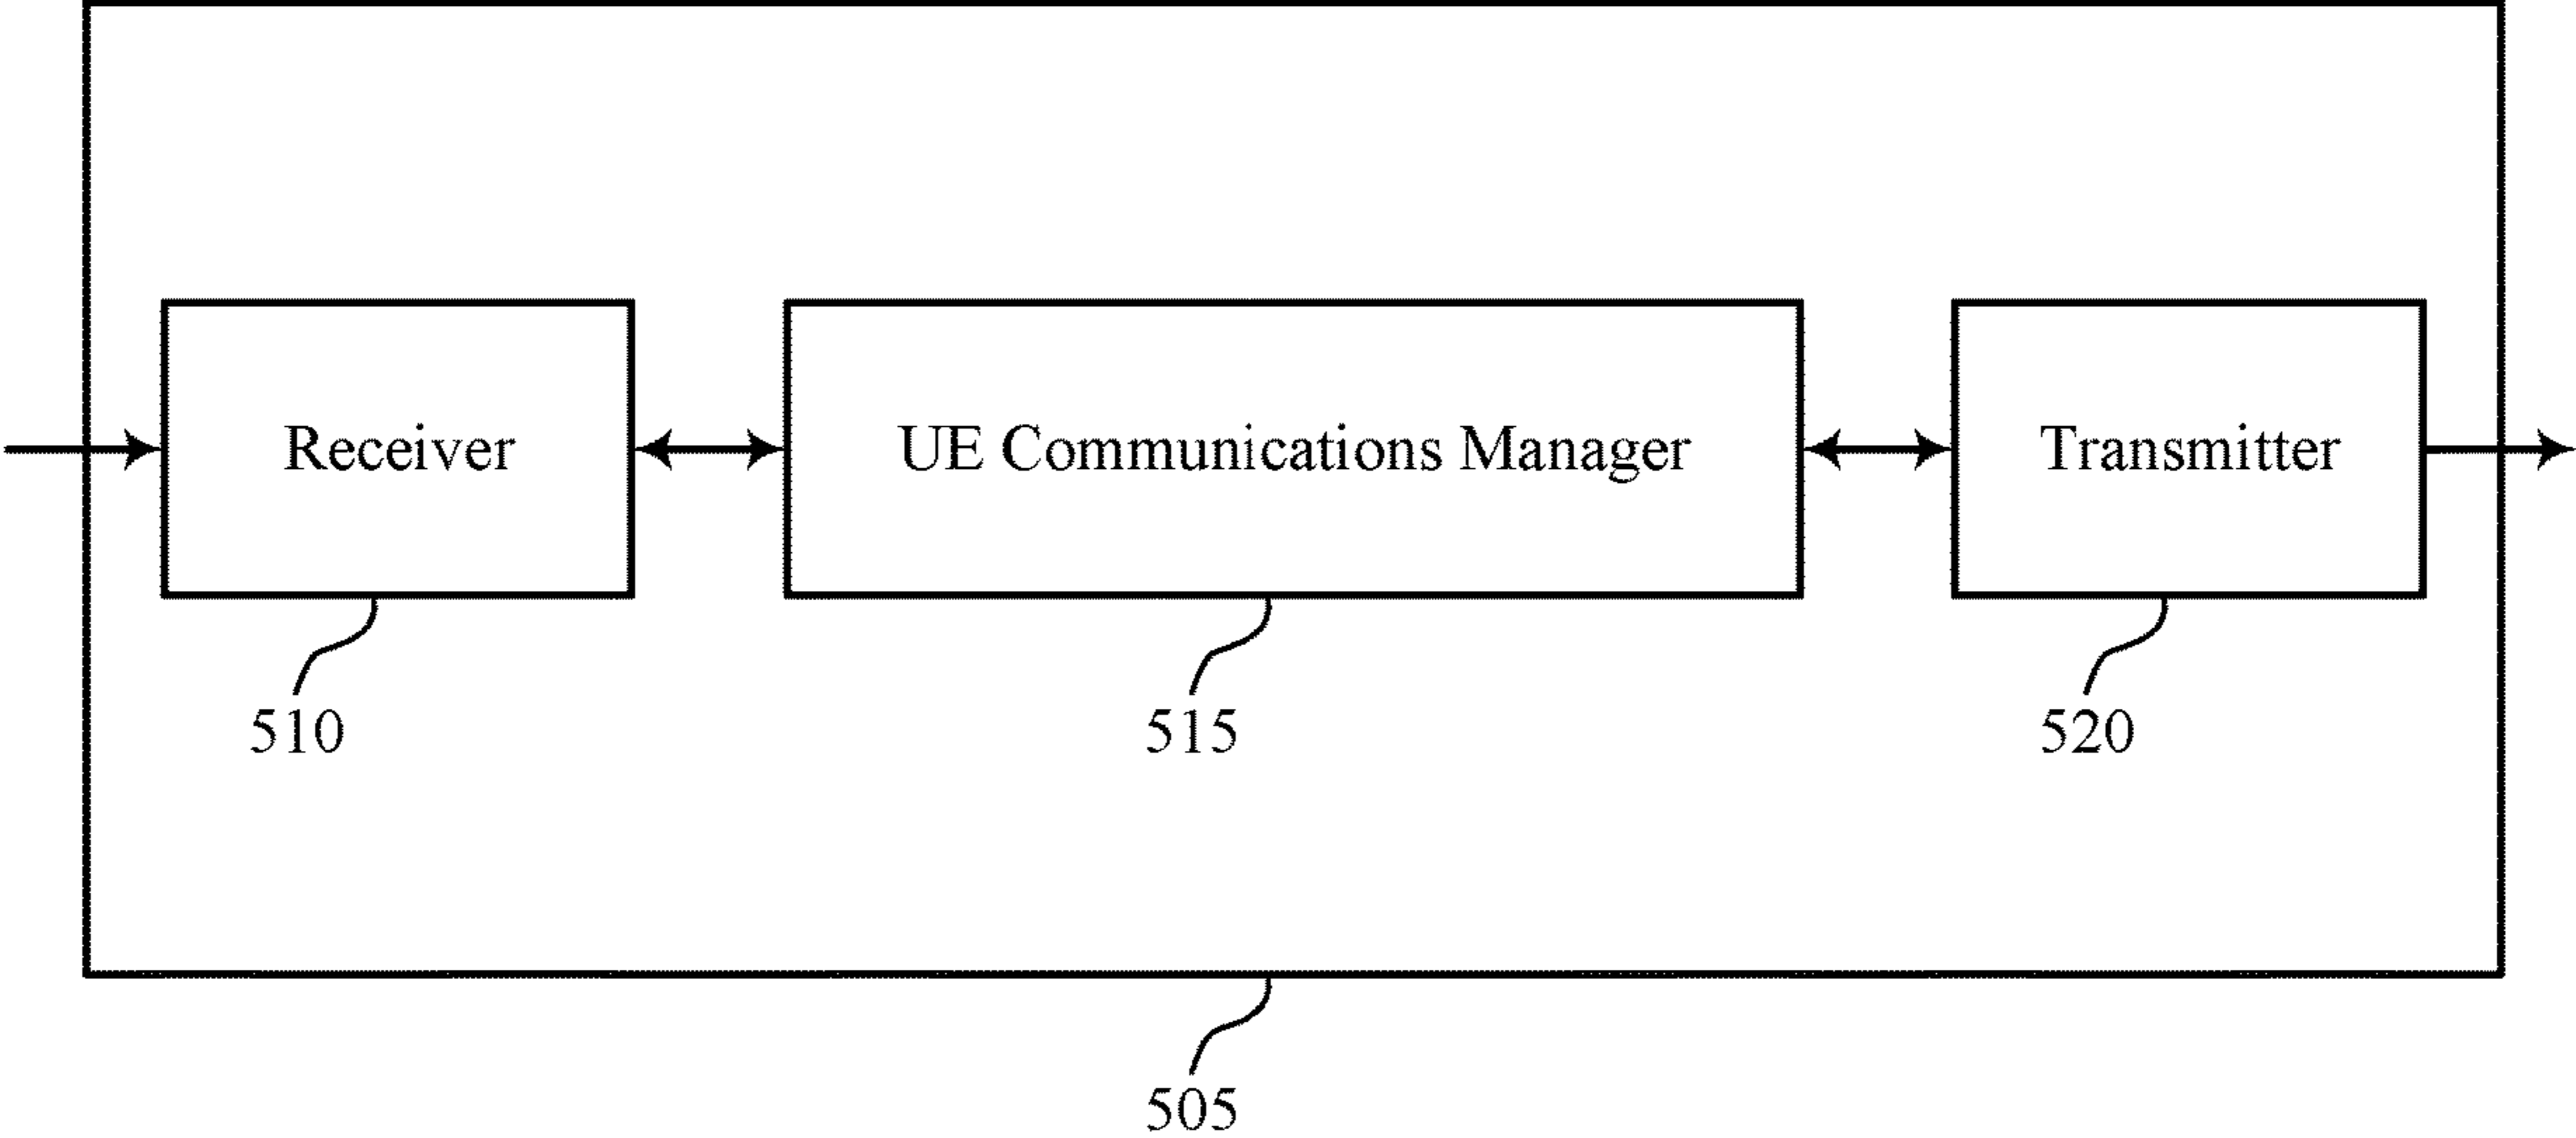 Receiver
UE Communications Manager
Transmitter
510
515
520
505